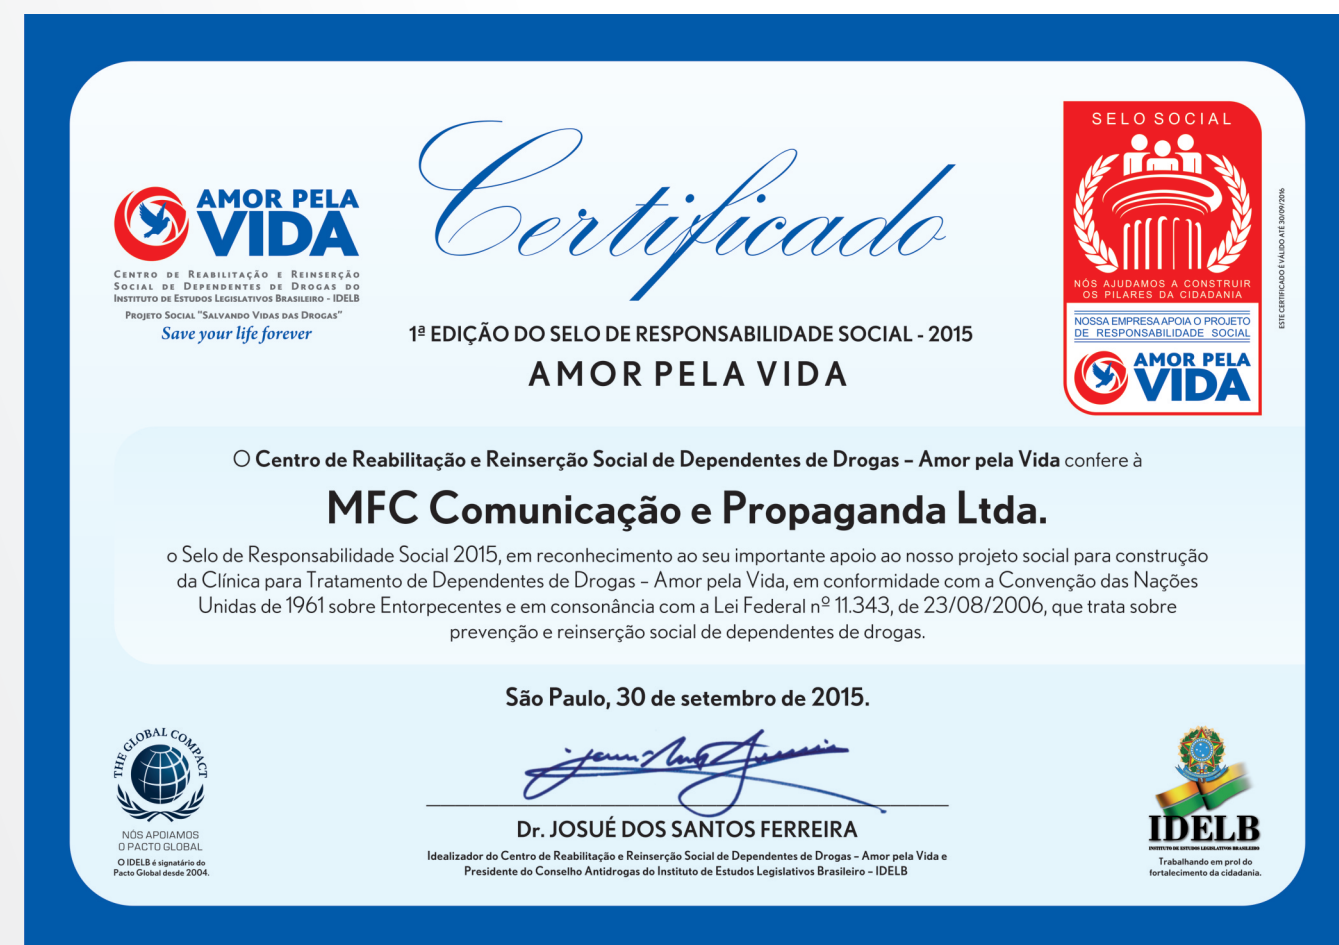 AMOR PELA
VIDA
CENTRO DE REABILITAÇÃO E REINSERÇÃO
SOCIAL DE DEPENDENTES DE DROGAS DO
INSTITUTO DE ESTUDOS LEGISLATIVOS BRASILEIRO - IDELB
PROJETO SOCIAL "SALVANDO VIDAS DAS DROGAS"
Save your life forever
Certificado
1ª EDIÇÃO DO SELO DE RESPONSABILIDADE SOCIAL - 2015
AMOR PELA VIDA
SELO SOCIAL
NÓS AJUDAMOS A CONSTRUIR
OS PILARES DA CIDADANIA
NOSSA EMPRESA APOIA O PROJETO
DE RESPONSABILIDADE SOCIAL
AMOR PELA
VIDA
ESTE CERTIFICADO É VÁLIDO ATÉ 30/09/2016
O Centro de Reabilitação e Reinserção Social de Dependentes de Drogas – Amor pela Vida confere à
MFC Comunicação e Propaganda Ltda.
o Selo de Responsabilidade Social 2015, em reconhecimento ao seu importante apoio ao nosso projeto social para construção
da Clínica para Tratamento de Dependentes de Drogas – Amor pela Vida, em conformidade com a Convenção das Nações
Unidas de 1961 sobre Entorpecentes e em consonância com a Lei Federal nº 11.343, de 23/08/2006, que trata sobre
prevenção e reinserção social de dependentes de drogas.
São Paulo, 30 de setembro de 2015.
THE GLOBAL COMPACT
NÓS APOIAMOS
O PACTO GLOBAL
O IDELB é signatário do
Pacto Global desde 2004.
Dr. JOSUÉ DOS SANTOS FERREIRA
Idealizador do Centro de Reabilitação e Reinserção Social de Dependentes de Drogas – Amor pela Vida e
Presidente do Conselho Antidrogas do Instituto de Estudos Legislativos Brasileiro – IDELB
IDELB
INSTITUTO DE ESTUDOS LEGISLATIVOS BRASILEIRO
Trabalhando em prol do
fortalecimento da cidadania.